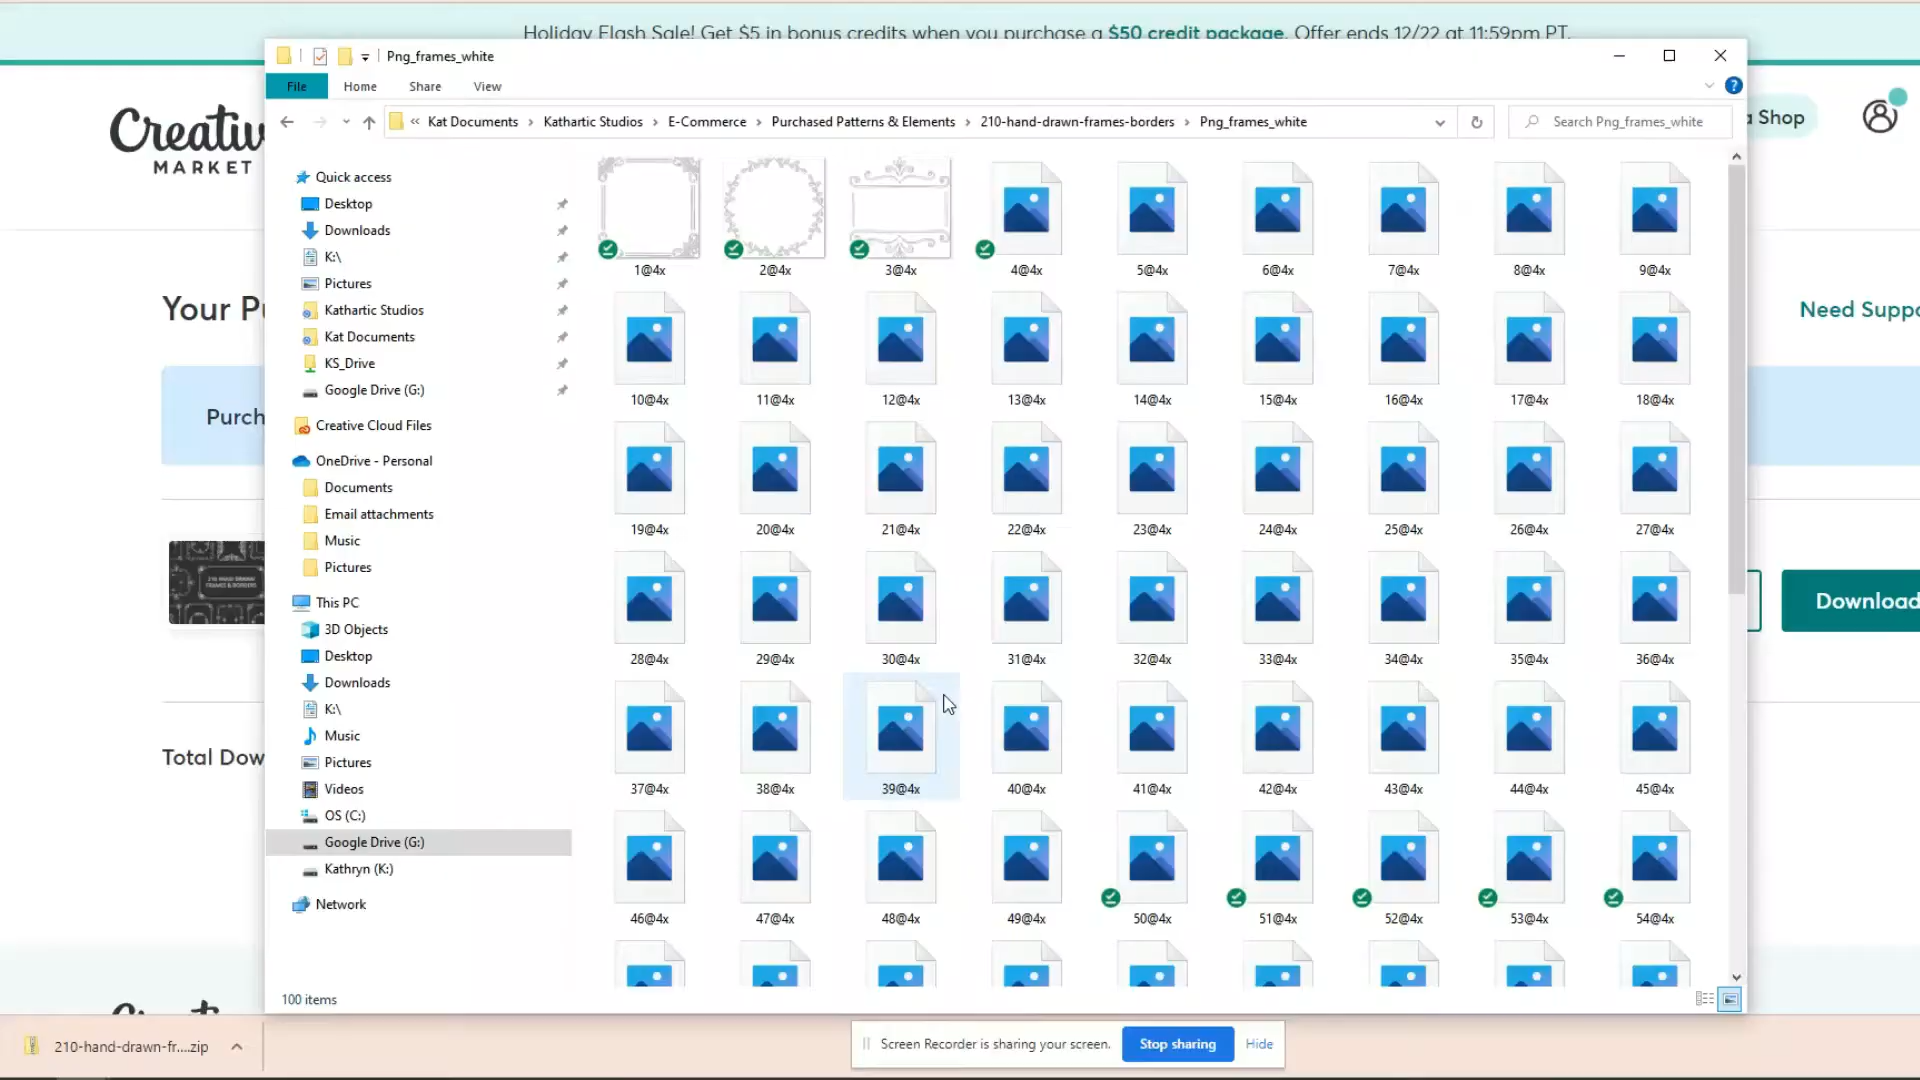 Holiday Flash Sale! Get $5 in bonus credits when you purchase a $50 credit package. Offer ends 12/22 at 11:59pm PT.
Png_frames_white
File Home Share View
« Kat Documents › Kathartic Studios › E-Commerce › Purchased Patterns & Elements › 210-hand-drawn-frames-borders › Png_frames_white
Search Png_frames_white
Shop
Creativ
MARKET
Quick access
Desktop
Downloads
K:\
Pictures
Kathartic Studios
Kat Documents
KS_Drive
Google Drive (G:)
Creative Cloud Files
OneDrive - Personal
Documents
Email attachments
Music
Pictures
This PC
3D Objects
Desktop
Downloads
K:\
Music
Pictures
Videos
OS (C:)
Google Drive (G:)
Kathryn (K:)
Network
1@4x 2@4x 3@4x 4@4x 5@4x 6@4x 7@4x 8@4x 9@4x
10@4x 11@4x 12@4x 13@4x 14@4x 15@4x 16@4x 17@4x 18@4x
19@4x 20@4x 21@4x 22@4x 23@4x 24@4x 25@4x 26@4x 27@4x
28@4x 29@4x 30@4x 31@4x 32@4x 33@4x 34@4x 35@4x 36@4x
37@4x 38@4x 39@4x 40@4x 41@4x 42@4x 43@4x 44@4x 45@4x
46@4x 47@4x 48@4x 49@4x 50@4x 51@4x 52@4x 53@4x 54@4x
100 items
Your Pu
Need Suppo
Purch
210 HAND DRAWN
FRAMES & BORDERS
Download
Total Dow
210-hand-drawn-fr....zip
Screen Recorder is sharing your screen.
Stop sharing
Hide